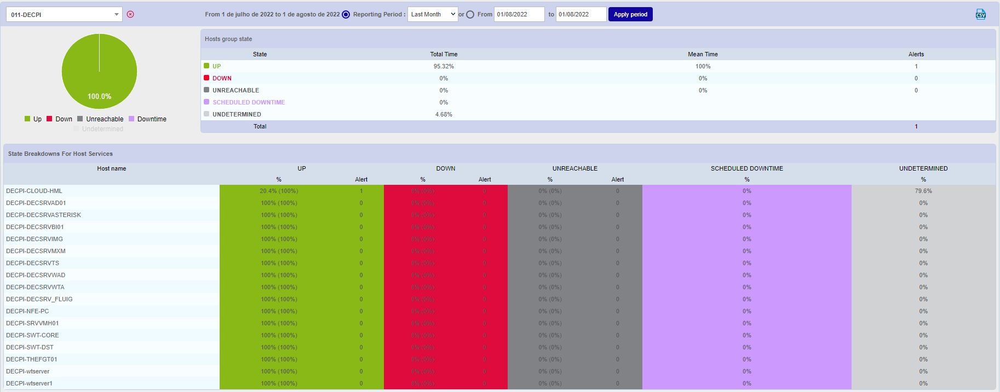 011-DECPI From 1 de julho de 2022 to 1 de agosto de 2022 Reporting Period : Last Month or From 01/08/2022 to 01/08/2022 Apply period CSV
100.0%
Up Down Unreachable Downtime
Undetermined
Hosts group state
State Total Time Mean Time Alerts
UP 95.32% 100% 1
DOWN 0% 0% 0
UNREACHABLE 0% 0% 0
SCHEDULED DOWNTIME 0%
UNDETERMINED 4.68%
Total 1
State Breakdowns For Host Services
Host name UP DOWN UNREACHABLE SCHEDULED DOWNTIME UNDETERMINED
% Alert % Alert % Alert % %
DECPI-CLOUD-HML 20.4% (100%) 1 0% (0%) 0 0% (0%) 0 0% 79.6%
DECPI-DECSRVAD01 100% (100%) 0 0% (0%) 0 0% (0%) 0 0% 0%
DECPI-DECSRVASTERISK 100% (100%) 0 0% (0%) 0 0% (0%) 0 0% 0%
DECPI-DECSRVBI01 100% (100%) 0 0% (0%) 0 0% (0%) 0 0% 0%
DECPI-DECSRVIMG 100% (100%) 0 0% (0%) 0 0% (0%) 0 0% 0%
DECPI-DECSRVMXM 100% (100%) 0 0% (0%) 0 0% (0%) 0 0% 0%
DECPI-DECSRVTS 100% (100%) 0 0% (0%) 0 0% (0%) 0 0% 0%
DECPI-DECSRVWAD 100% (100%) 0 0% (0%) 0 0% (0%) 0 0% 0%
DECPI-DECSRVWTA 100% (100%) 0 0% (0%) 0 0% (0%) 0 0% 0%
DECPI-DECSRV_FLUIG 100% (100%) 0 0% (0%) 0 0% (0%) 0 0% 0%
DECPI-NFE-PC 100% (100%) 0 0% (0%) 0 0% (0%) 0 0% 0%
DECPI-SRVVMH01 100% (100%) 0 0% (0%) 0 0% (0%) 0 0% 0%
DECPI-SWT-CORE 100% (100%) 0 0% (0%) 0 0% (0%) 0 0% 0%
DECPI-SWT-DST 100% (100%) 0 0% (0%) 0 0% (0%) 0 0% 0%
DECPI-THEFGT01 100% (100%) 0 0% (0%) 0 0% (0%) 0 0% 0%
DECPI-wtserver 100% (100%) 0 0% (0%) 0 0% (0%) 0 0% 0%
DECPI-wtserver1 100% (100%) 0 0% (0%) 0 0% (0%) 0 0% 0%